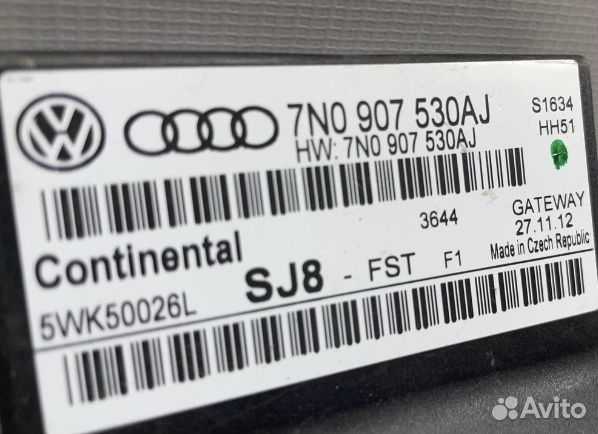 7N0 907 530AJ S1634
HW: 7N0 907 530AJ HH51
3644 GATEWAY
Continental 27.11.12
SJ8 - FST F1 Made in Czech Republic
5WK50026L
Avito